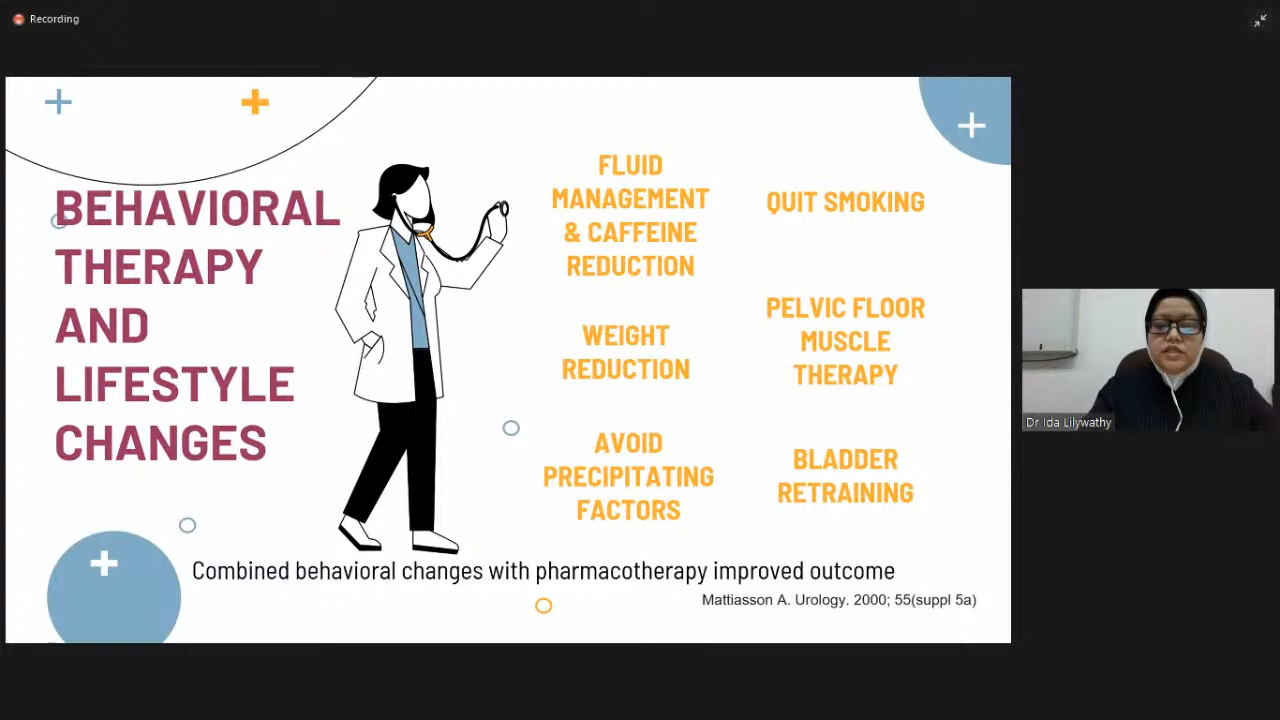 Recording
BEHAVIORAL
THERAPY
AND
LIFESTYLE
CHANGES
FLUID
MANAGEMENT
& CAFFEINE
REDUCTION
WEIGHT
REDUCTION
AVOID
PRECIPITATING
FACTORS
QUIT SMOKING
PELVIC FLOOR
MUSCLE
THERAPY
BLADDER
RETRAINING
Combined behavioral changes with pharmacotherapy improved outcome
Mattiasson A. Urology. 2000; 55(suppl 5a)
Dr Ida Lilywathy